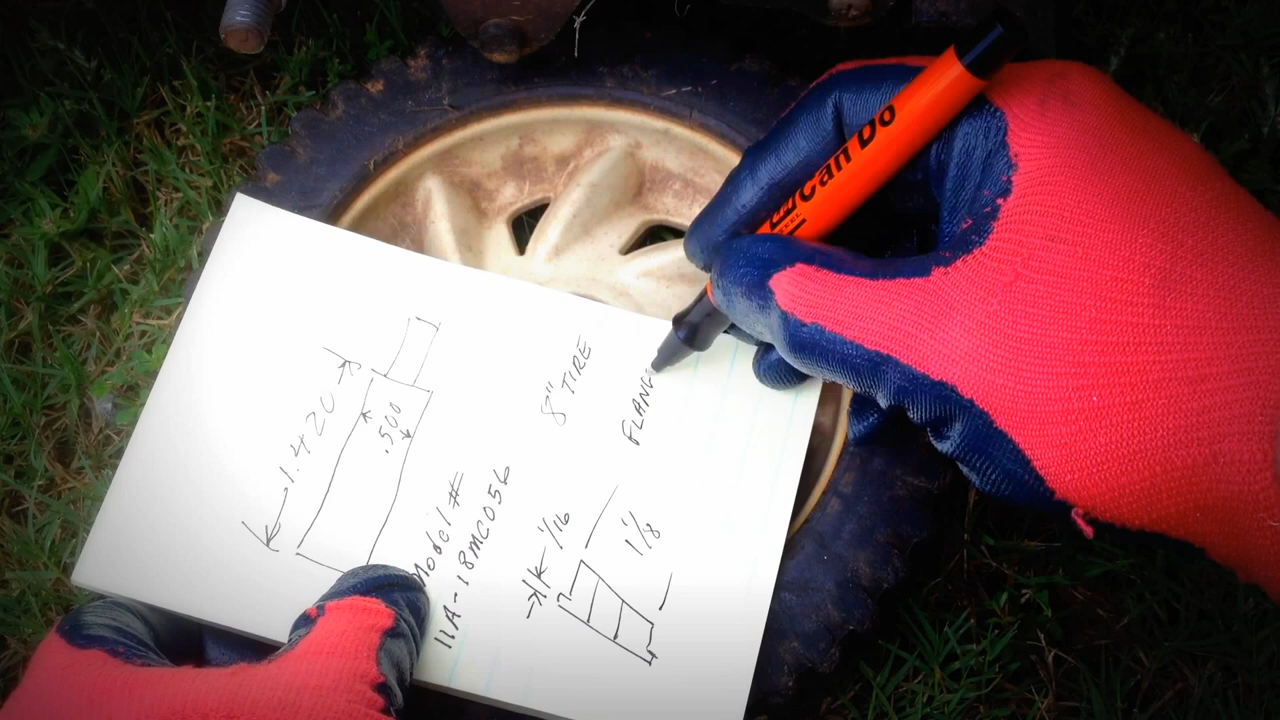 1.420
.500
Model #
11A-18MC056
8" TIRE
FLANG
1/16
1/8
Can Do